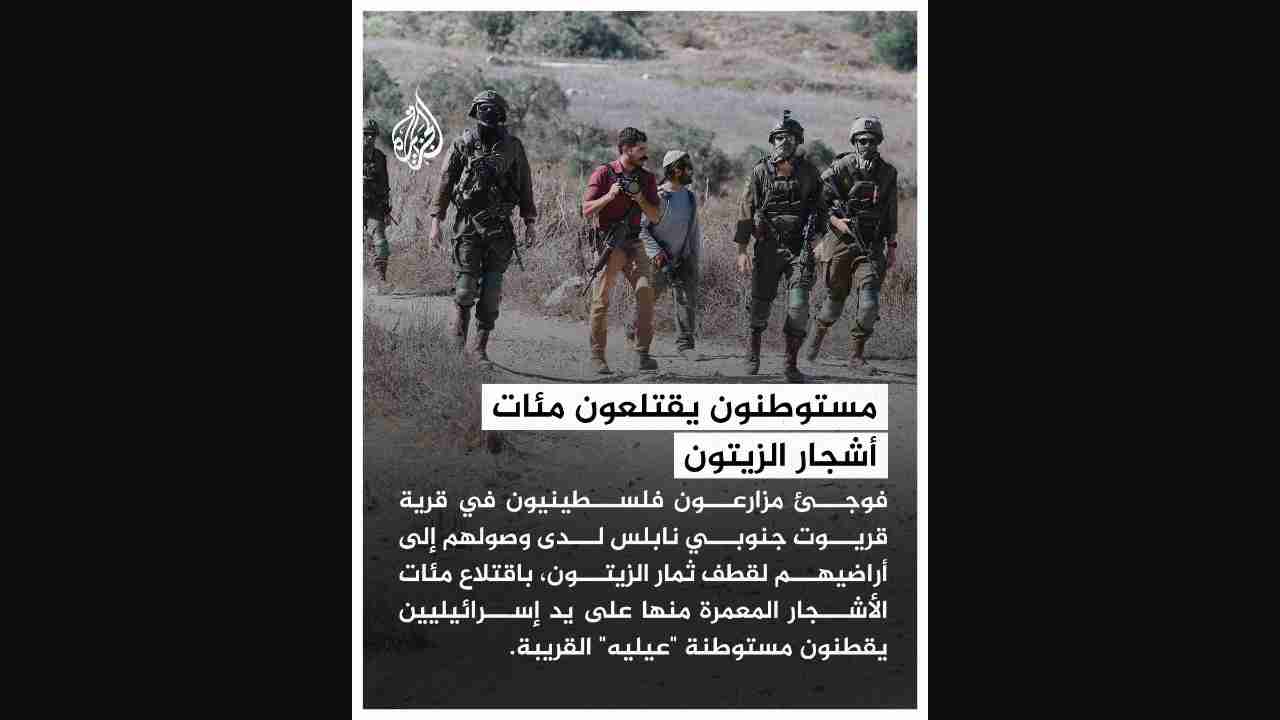 الجزيرة
مستوطنون يقتلعون مئات
أشجار الزيتون
فوجئ مزارعون فلسطينيون في قرية
قريوت جنوبي نابلس لدى وصولهم إلى
أراضيهم لقطف ثمار الزيتون، باقتلاع مئات
الأشجار المعمرة منها على يد إسرائيليين
يقطنون مستوطنة "عيليه" القريبة.